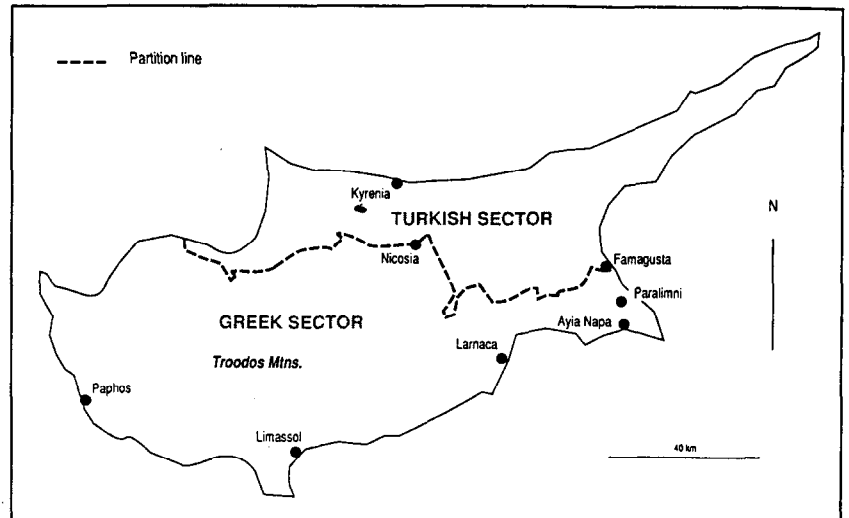 Partition line
Kyrenia
N
TURKISH SECTOR
Nicosia
Famagusta
Paralimni
GREEK SECTOR
Ayia Napa
Larnaca
Troodos Mtns.
Paphos
Limassol
40 km